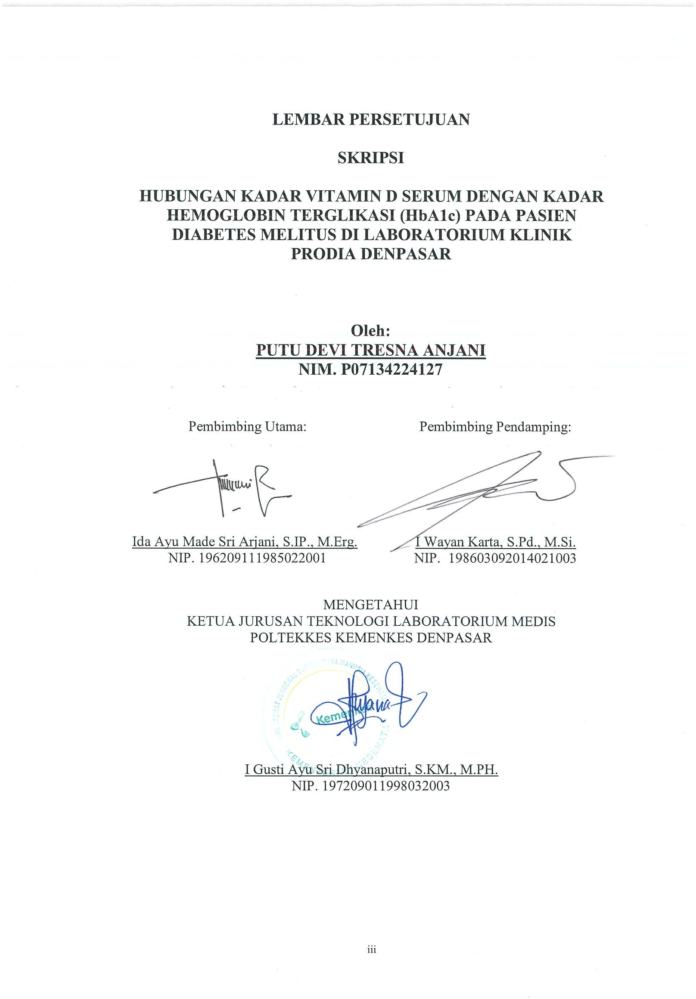 LEMBAR PERSETUJUAN
SKRIPSI
HUBUNGAN KADAR VITAMIN D SERUM DENGAN KADAR
HEMOGLOBIN TERGLIKASI (HbA1c) PADA PASIEN
DIABETES MELITUS DI LABORATORIUM KLINIK
PRODIA DENPASAR
Oleh:
PUTU DEVI TRESNA ANJANI
NIM. P07134224127
Pembimbing Utama:
Pembimbing Pendamping:
Ida Ayu Made Sri Arjani, S.IP., M.Erg.
NIP. 196209111985022001
I Wayan Karta, S.Pd., M.Si.
NIP.  198603092014021003
MENGETAHUI
KETUA JURUSAN TEKNOLOGI LABORATORIUM MEDIS
POLTEKKES KEMENKES DENPASAR
JENDERAL
MANUSIA
Kemenkes
I Gusti Ayu Sri Dhyanaputri, S.KM., M.PH.
NIP. 197209011998032003
iii